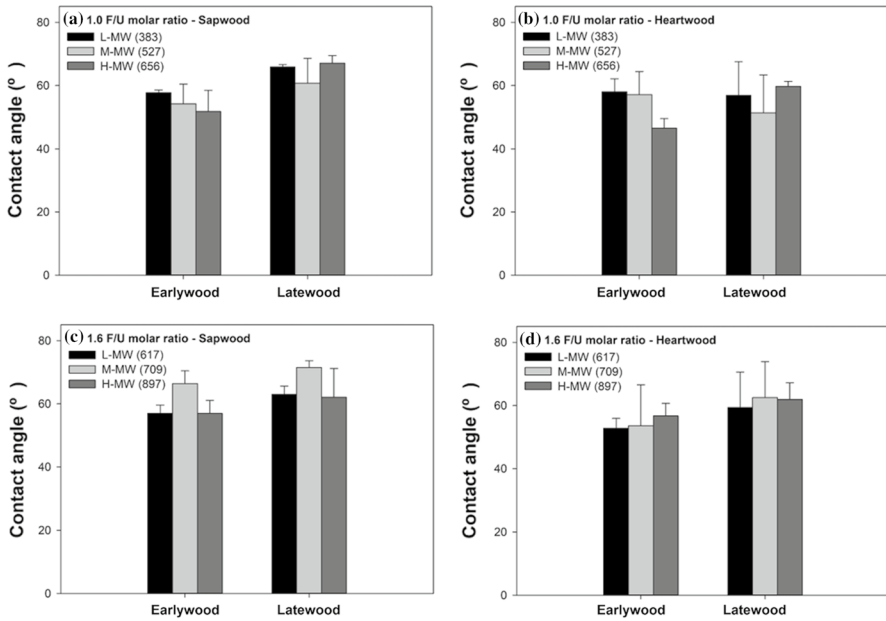 (a) 1.0 F/U molar ratio - Sapwood
L-MW (383)
M-MW (527)
H-MW (656)
Contact angle (º )
80
60
40
20
0
Earlywood Latewood
(b) 1.0 F/U molar ratio - Heartwood
L-MW (383)
M-MW (527)
H-MW (656)
Contact angle (º )
80
60
40
20
0
Earlywood Latewood
(c) 1.6 F/U molar ratio - Sapwood
L-MW (617)
M-MW (709)
H-MW (897)
Contact angle (º )
80
60
40
20
0
Earlywood Latewood
(d) 1.6 F/U molar ratio - Heartwood
L-MW (617)
M-MW (709)
H-MW (897)
Contact angle (º )
80
60
40
20
0
Earlywood Latewood